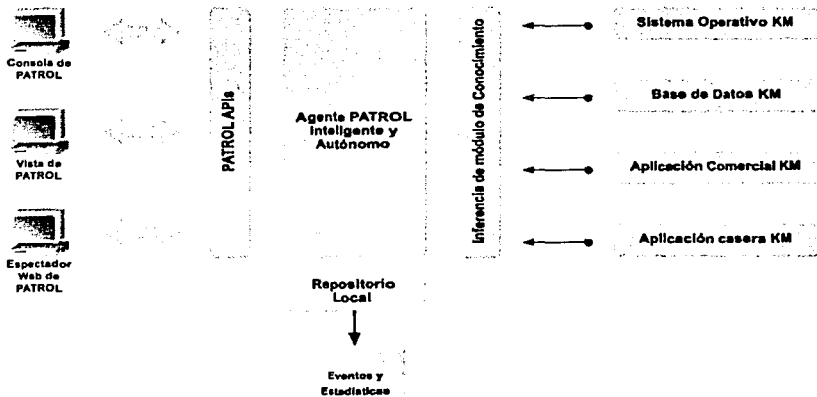 Consola de
PATROL
Vista de
PATROL
Espectador
Web de
PATROL
PATROL APIs
Agente PATROL
Inteligente y
Autónomo
Repositorio
Local
Eventos y
Estadísticas
Inferencia de módulo de Conocimiento
Sistema Operativo KM
Base de Datos KM
Aplicación Comercial KM
Aplicación casera KM